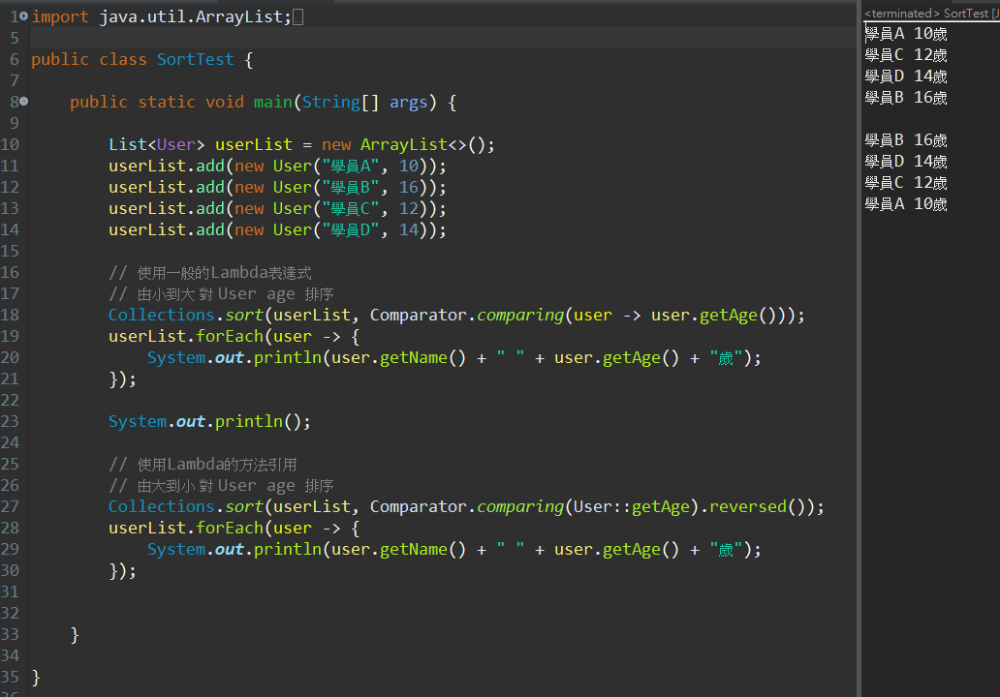 1 import java.util.ArrayList;
5
6 public class SortTest {
7
8 public static void main(String[] args) {
9
10 List<User> userList = new ArrayList<>();
11 userList.add(new User("學員A", 10));
12 userList.add(new User("學員B", 16));
13 userList.add(new User("學員C", 12));
14 userList.add(new User("學員D", 14));
15
16 // 使用一般的Lambda表達式
17 // 由小到大 對 User age 排序
18 Collections.sort(userList, Comparator.comparing(user -> user.getAge()));
19 userList.forEach(user -> {
20 System.out.println(user.getName() + " " + user.getAge() + "歲");
21 });
22
23 System.out.println();
24
25 // 使用Lambda的方法引用
26 // 由大到小 對 User age 排序
27 Collections.sort(userList, Comparator.comparing(User::getAge).reversed());
28 userList.forEach(user -> {
29 System.out.println(user.getName() + " " + user.getAge() + "歲");
30 });
31
32
33 }
34
35 }
<terminated> SortTest [J
學員A 10歲
學員C 12歲
學員D 14歲
學員B 16歲
學員B 16歲
學員D 14歲
學員C 12歲
學員A 10歲